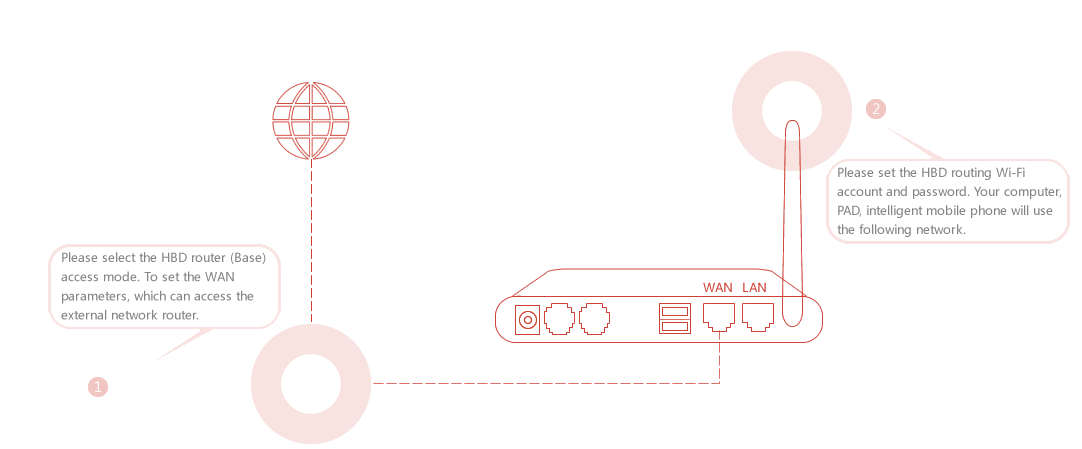 2
Please set the HBD routing Wi-Fi
account and password. Your computer,
PAD, intelligent mobile phone will use
the following network.
Please select the HBD router (Base)
access mode. To set the WAN
parameters, which can access the
external network router.
WAN LAN
1